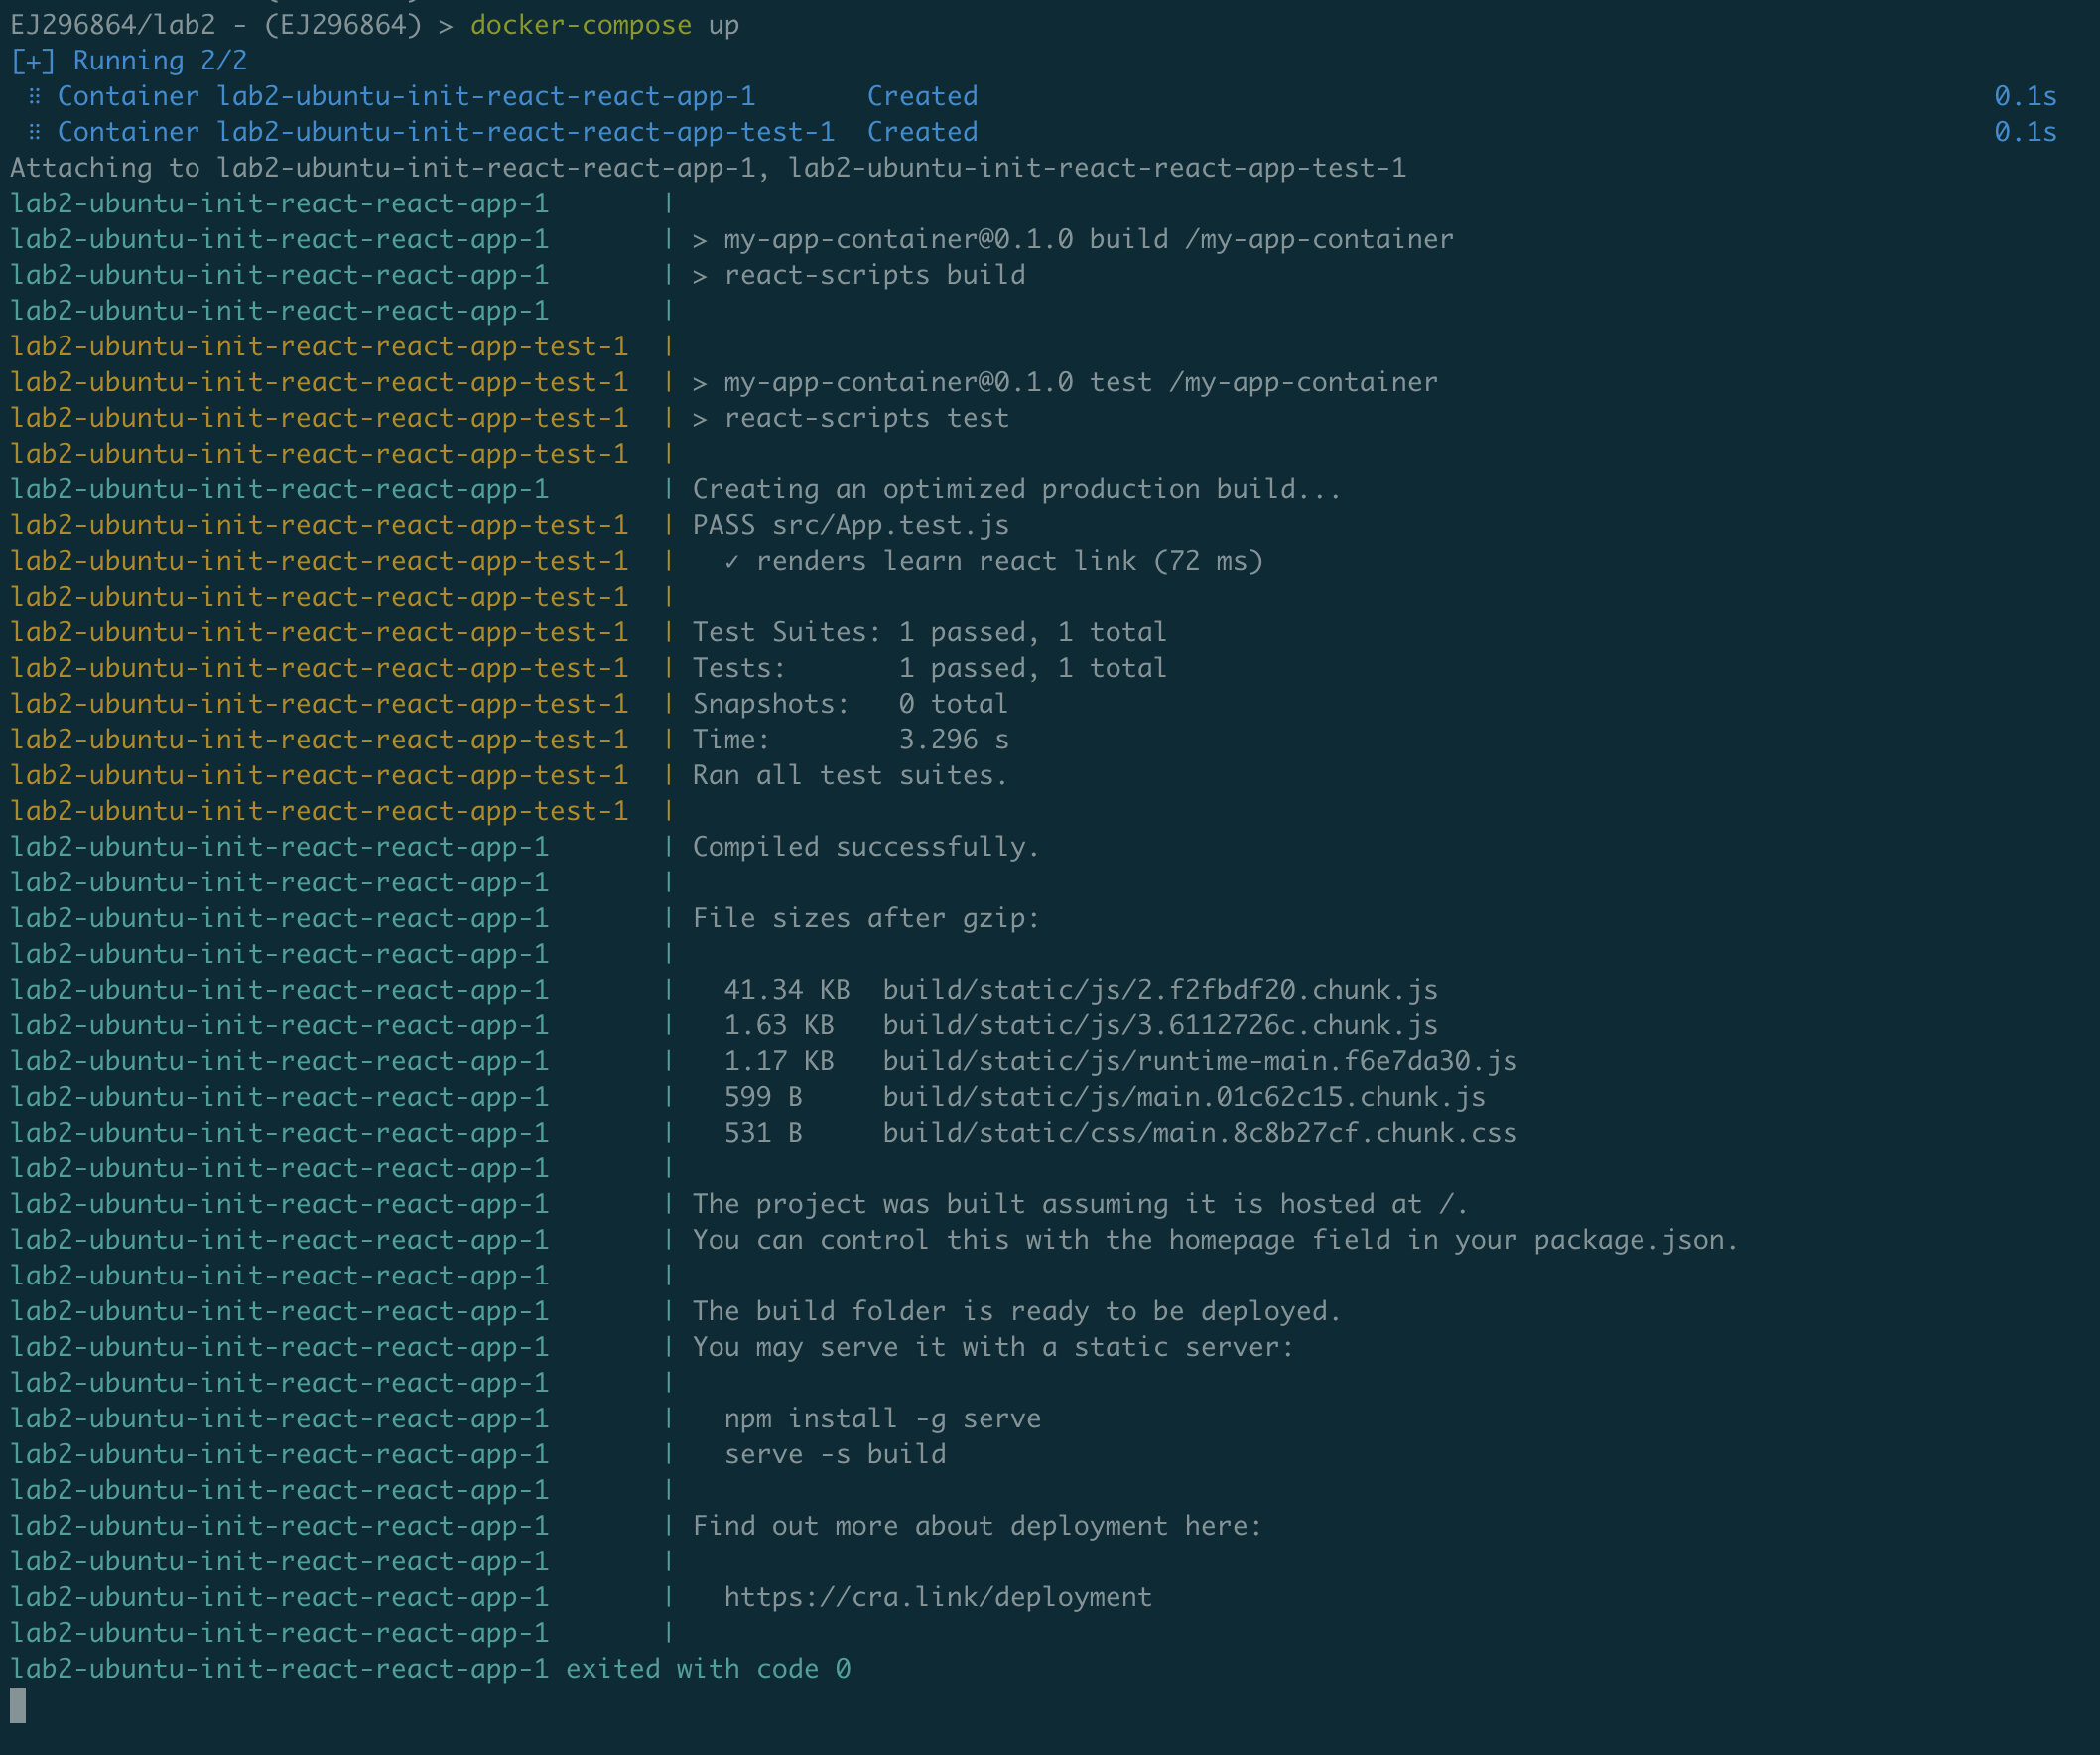 EJ296864/lab2 - (EJ296864) > docker-compose up
[+] Running 2/2
 ⠿ Container lab2-ubuntu-init-react-react-app-1       Created                                                                0.1s
 ⠿ Container lab2-ubuntu-init-react-react-app-test-1  Created                                                                0.1s
Attaching to lab2-ubuntu-init-react-react-app-1, lab2-ubuntu-init-react-react-app-test-1
lab2-ubuntu-init-react-react-app-1       |
lab2-ubuntu-init-react-react-app-1       | > my-app-container@0.1.0 build /my-app-container
lab2-ubuntu-init-react-react-app-1       | > react-scripts build
lab2-ubuntu-init-react-react-app-1       |
lab2-ubuntu-init-react-react-app-test-1  |
lab2-ubuntu-init-react-react-app-test-1  | > my-app-container@0.1.0 test /my-app-container
lab2-ubuntu-init-react-react-app-test-1  | > react-scripts test
lab2-ubuntu-init-react-react-app-test-1  |
lab2-ubuntu-init-react-react-app-1       | Creating an optimized production build...
lab2-ubuntu-init-react-react-app-test-1  | PASS src/App.test.js
lab2-ubuntu-init-react-react-app-test-1  |   ✓ renders learn react link (72 ms)
lab2-ubuntu-init-react-react-app-test-1  |
lab2-ubuntu-init-react-react-app-test-1  | Test Suites: 1 passed, 1 total
lab2-ubuntu-init-react-react-app-test-1  | Tests:       1 passed, 1 total
lab2-ubuntu-init-react-react-app-test-1  | Snapshots:   0 total
lab2-ubuntu-init-react-react-app-test-1  | Time:        3.296 s
lab2-ubuntu-init-react-react-app-test-1  | Ran all test suites.
lab2-ubuntu-init-react-react-app-test-1  |
lab2-ubuntu-init-react-react-app-1       | Compiled successfully.
lab2-ubuntu-init-react-react-app-1       |
lab2-ubuntu-init-react-react-app-1       | File sizes after gzip:
lab2-ubuntu-init-react-react-app-1       |
lab2-ubuntu-init-react-react-app-1       |   41.34 KB  build/static/js/2.f2fbdf20.chunk.js
lab2-ubuntu-init-react-react-app-1       |   1.63 KB   build/static/js/3.6112726c.chunk.js
lab2-ubuntu-init-react-react-app-1       |   1.17 KB   build/static/js/runtime-main.f6e7da30.js
lab2-ubuntu-init-react-react-app-1       |   599 B     build/static/js/main.01c62c15.chunk.js
lab2-ubuntu-init-react-react-app-1       |   531 B     build/static/css/main.8c8b27cf.chunk.css
lab2-ubuntu-init-react-react-app-1       |
lab2-ubuntu-init-react-react-app-1       | The project was built assuming it is hosted at /.
lab2-ubuntu-init-react-react-app-1       | You can control this with the homepage field in your package.json.
lab2-ubuntu-init-react-react-app-1       |
lab2-ubuntu-init-react-react-app-1       | The build folder is ready to be deployed.
lab2-ubuntu-init-react-react-app-1       | You may serve it with a static server:
lab2-ubuntu-init-react-react-app-1       |
lab2-ubuntu-init-react-react-app-1       |   npm install -g serve
lab2-ubuntu-init-react-react-app-1       |   serve -s build
lab2-ubuntu-init-react-react-app-1       |
lab2-ubuntu-init-react-react-app-1       | Find out more about deployment here:
lab2-ubuntu-init-react-react-app-1       |
lab2-ubuntu-init-react-react-app-1       |   https://cra.link/deployment
lab2-ubuntu-init-react-react-app-1       |
lab2-ubuntu-init-react-react-app-1 exited with code 0